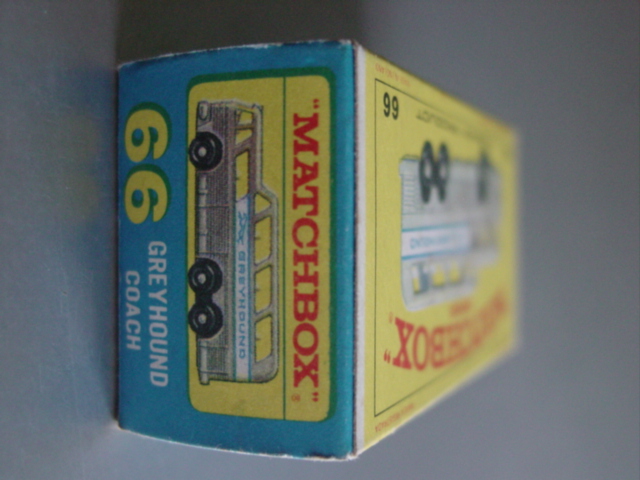 "MATCHBOX"
®
GREYHOUND
66
GREYHOUND
COACH
66
"MATCHBOX"